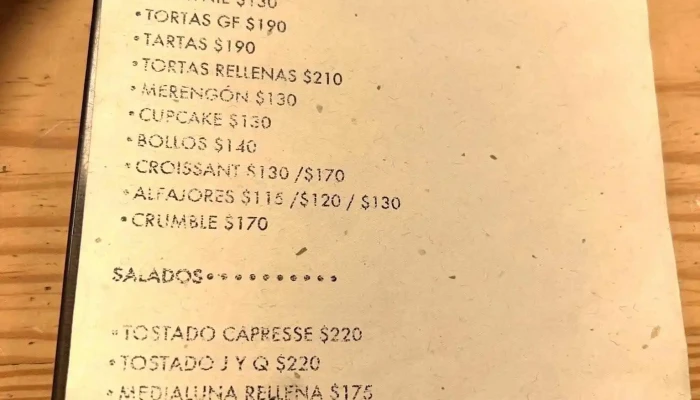 $130
• TORTAS GF $190
• TARTAS $190
• TORTAS RELLENAS $210
• MERENGÓN $130
• CUPCAKE $130
• BOLLOS $140
• CROISSANT $130 /$170
• ALFAJORES $115 /$120 / $130
• CRUMBLE $170
SALADOS • • • • • • • • • •
• TOSTADO CAPRESSE $220
• TOSTADO J Y Q $220
• MEDIALUNA RELLENA $175